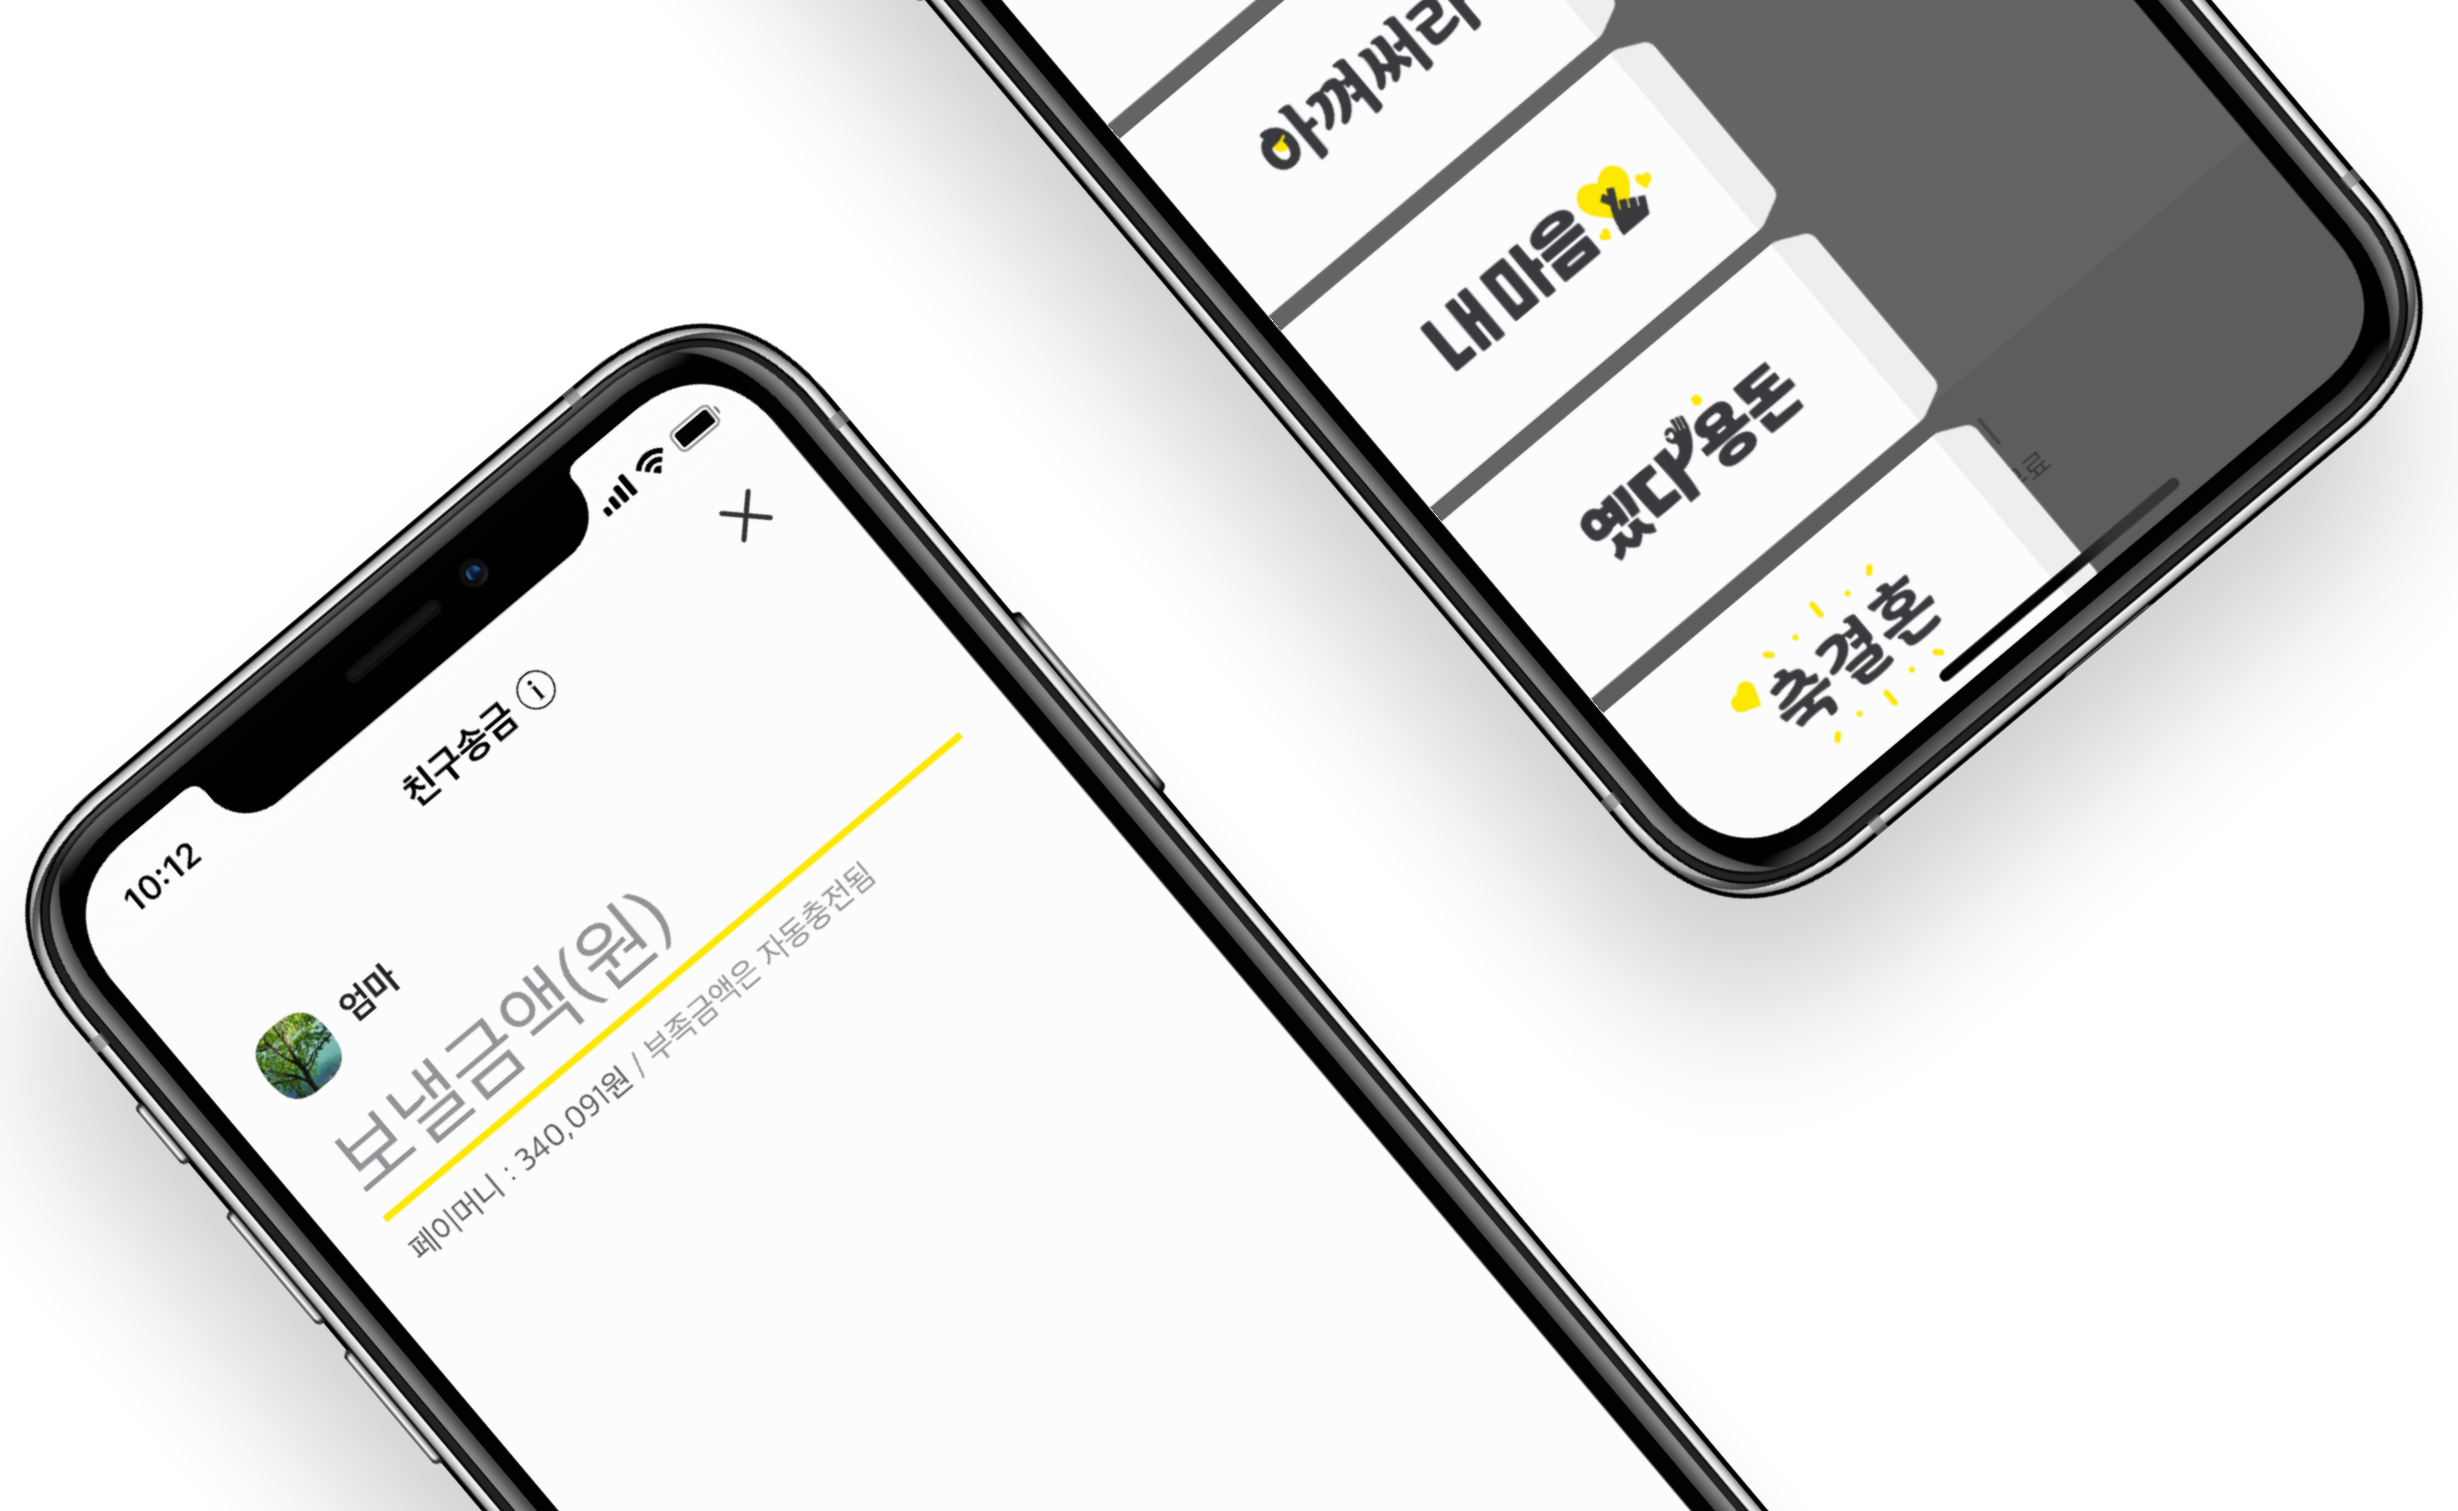 10:12
친구송금 i
엄마
보낼금액(원)
페이머니 : 340,091원 / 부족금액은 자동충전됨
아껴써라
내 마음
옜다 용돈
축결혼